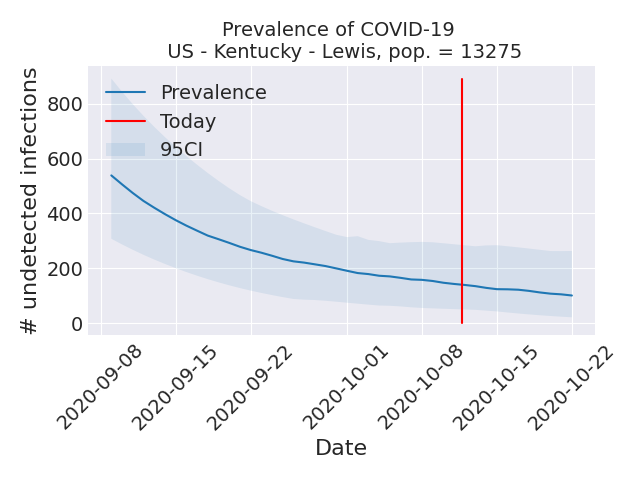 Prevalence of COVID-19
US - Kentucky - Lewis, pop. = 13275
# undetected infections
800
600
400
200
0
Prevalence
Today
95CI
2020-09-08
2020-09-15
2020-09-22
2020-10-01
2020-10-08
2020-10-15
2020-10-22
Date